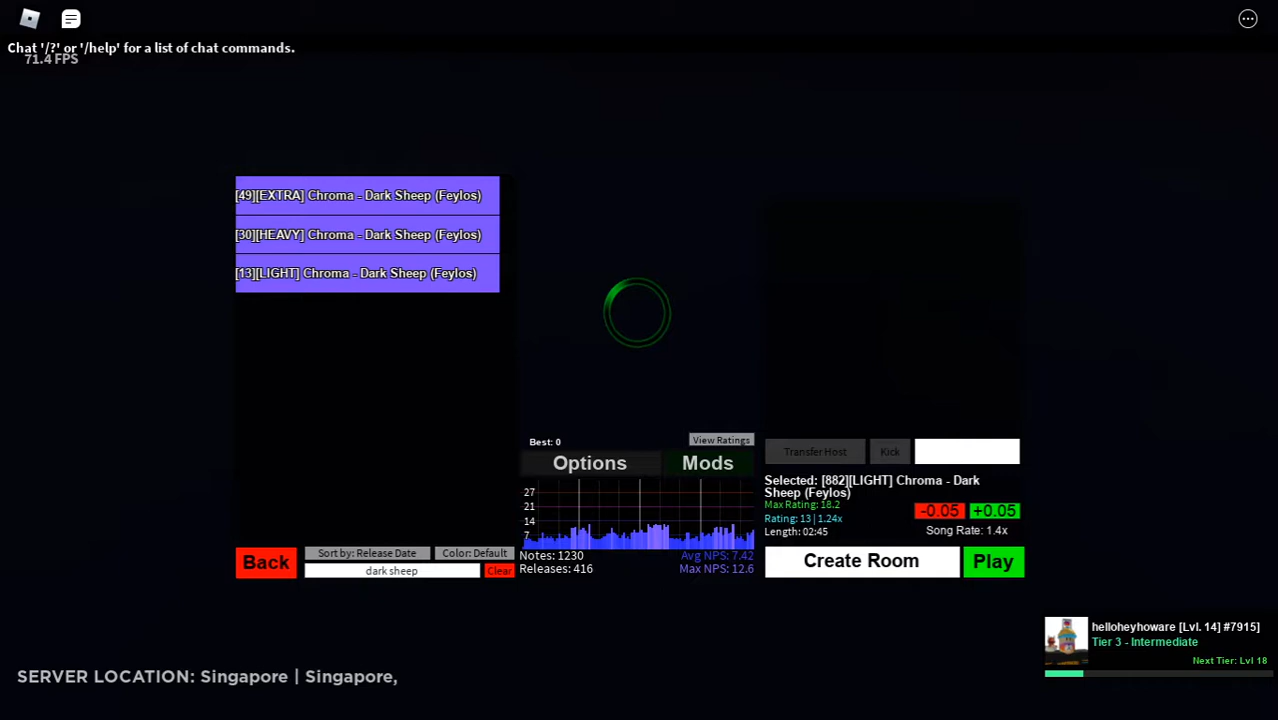 Chat '/?' or '/help' for a list of chat commands.
71.4 FPS
[49][EXTRA] Chroma - Dark Sheep (Feylos)
[30][HEAVY] Chroma - Dark Sheep (Feylos)
[13][LIGHT] Chroma - Dark Sheep (Feylos)
Back
Sort by: Release Date
Color: Default
dark sheep
Clear
Best: 0
View Ratings
Options
Mods
27
21
14
7
Notes: 1230
Avg NPS: 7.42
Releases: 416
Max NPS: 12.6
Transfer Host
Kick
Selected: [882][LIGHT] Chroma - Dark
Sheep (Feylos)
Max Rating: 18.2
Rating: 13 | 1.24x
Length: 02:45
-0.05
+0.05
Song Rate: 1.4x
Create Room
Play
helloheyhoware [Lvl. 14] #7915]
Tier 3 - Intermediate
Next Tier: Lvl 18
SERVER LOCATION: Singapore | Singapore,